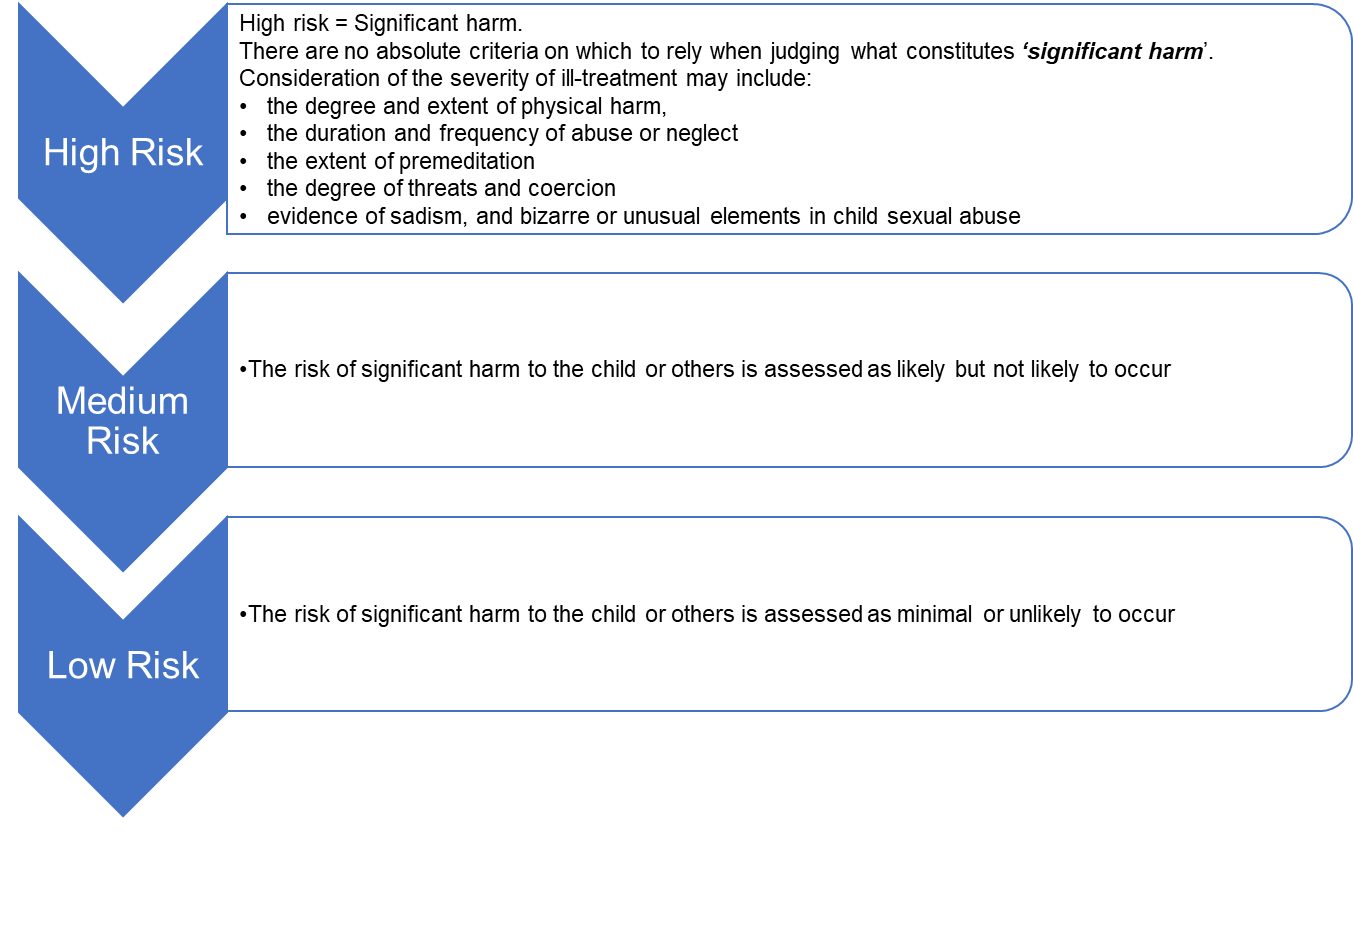 High Risk
High risk = Significant harm.
There are no absolute criteria on which to rely when judging what constitutes ‘significant harm’.
Consideration of the severity of ill-treatment may include:
• the degree and extent of physical harm,
• the duration and frequency of abuse or neglect
• the extent of premeditation
• the degree of threats and coercion
• evidence of sadism, and bizarre or unusual elements in child sexual abuse
Medium
Risk
•The risk of significant harm to the child or others is assessed as likely but not likely to occur
Low Risk
•The risk of significant harm to the child or others is assessed as minimal or unlikely to occur